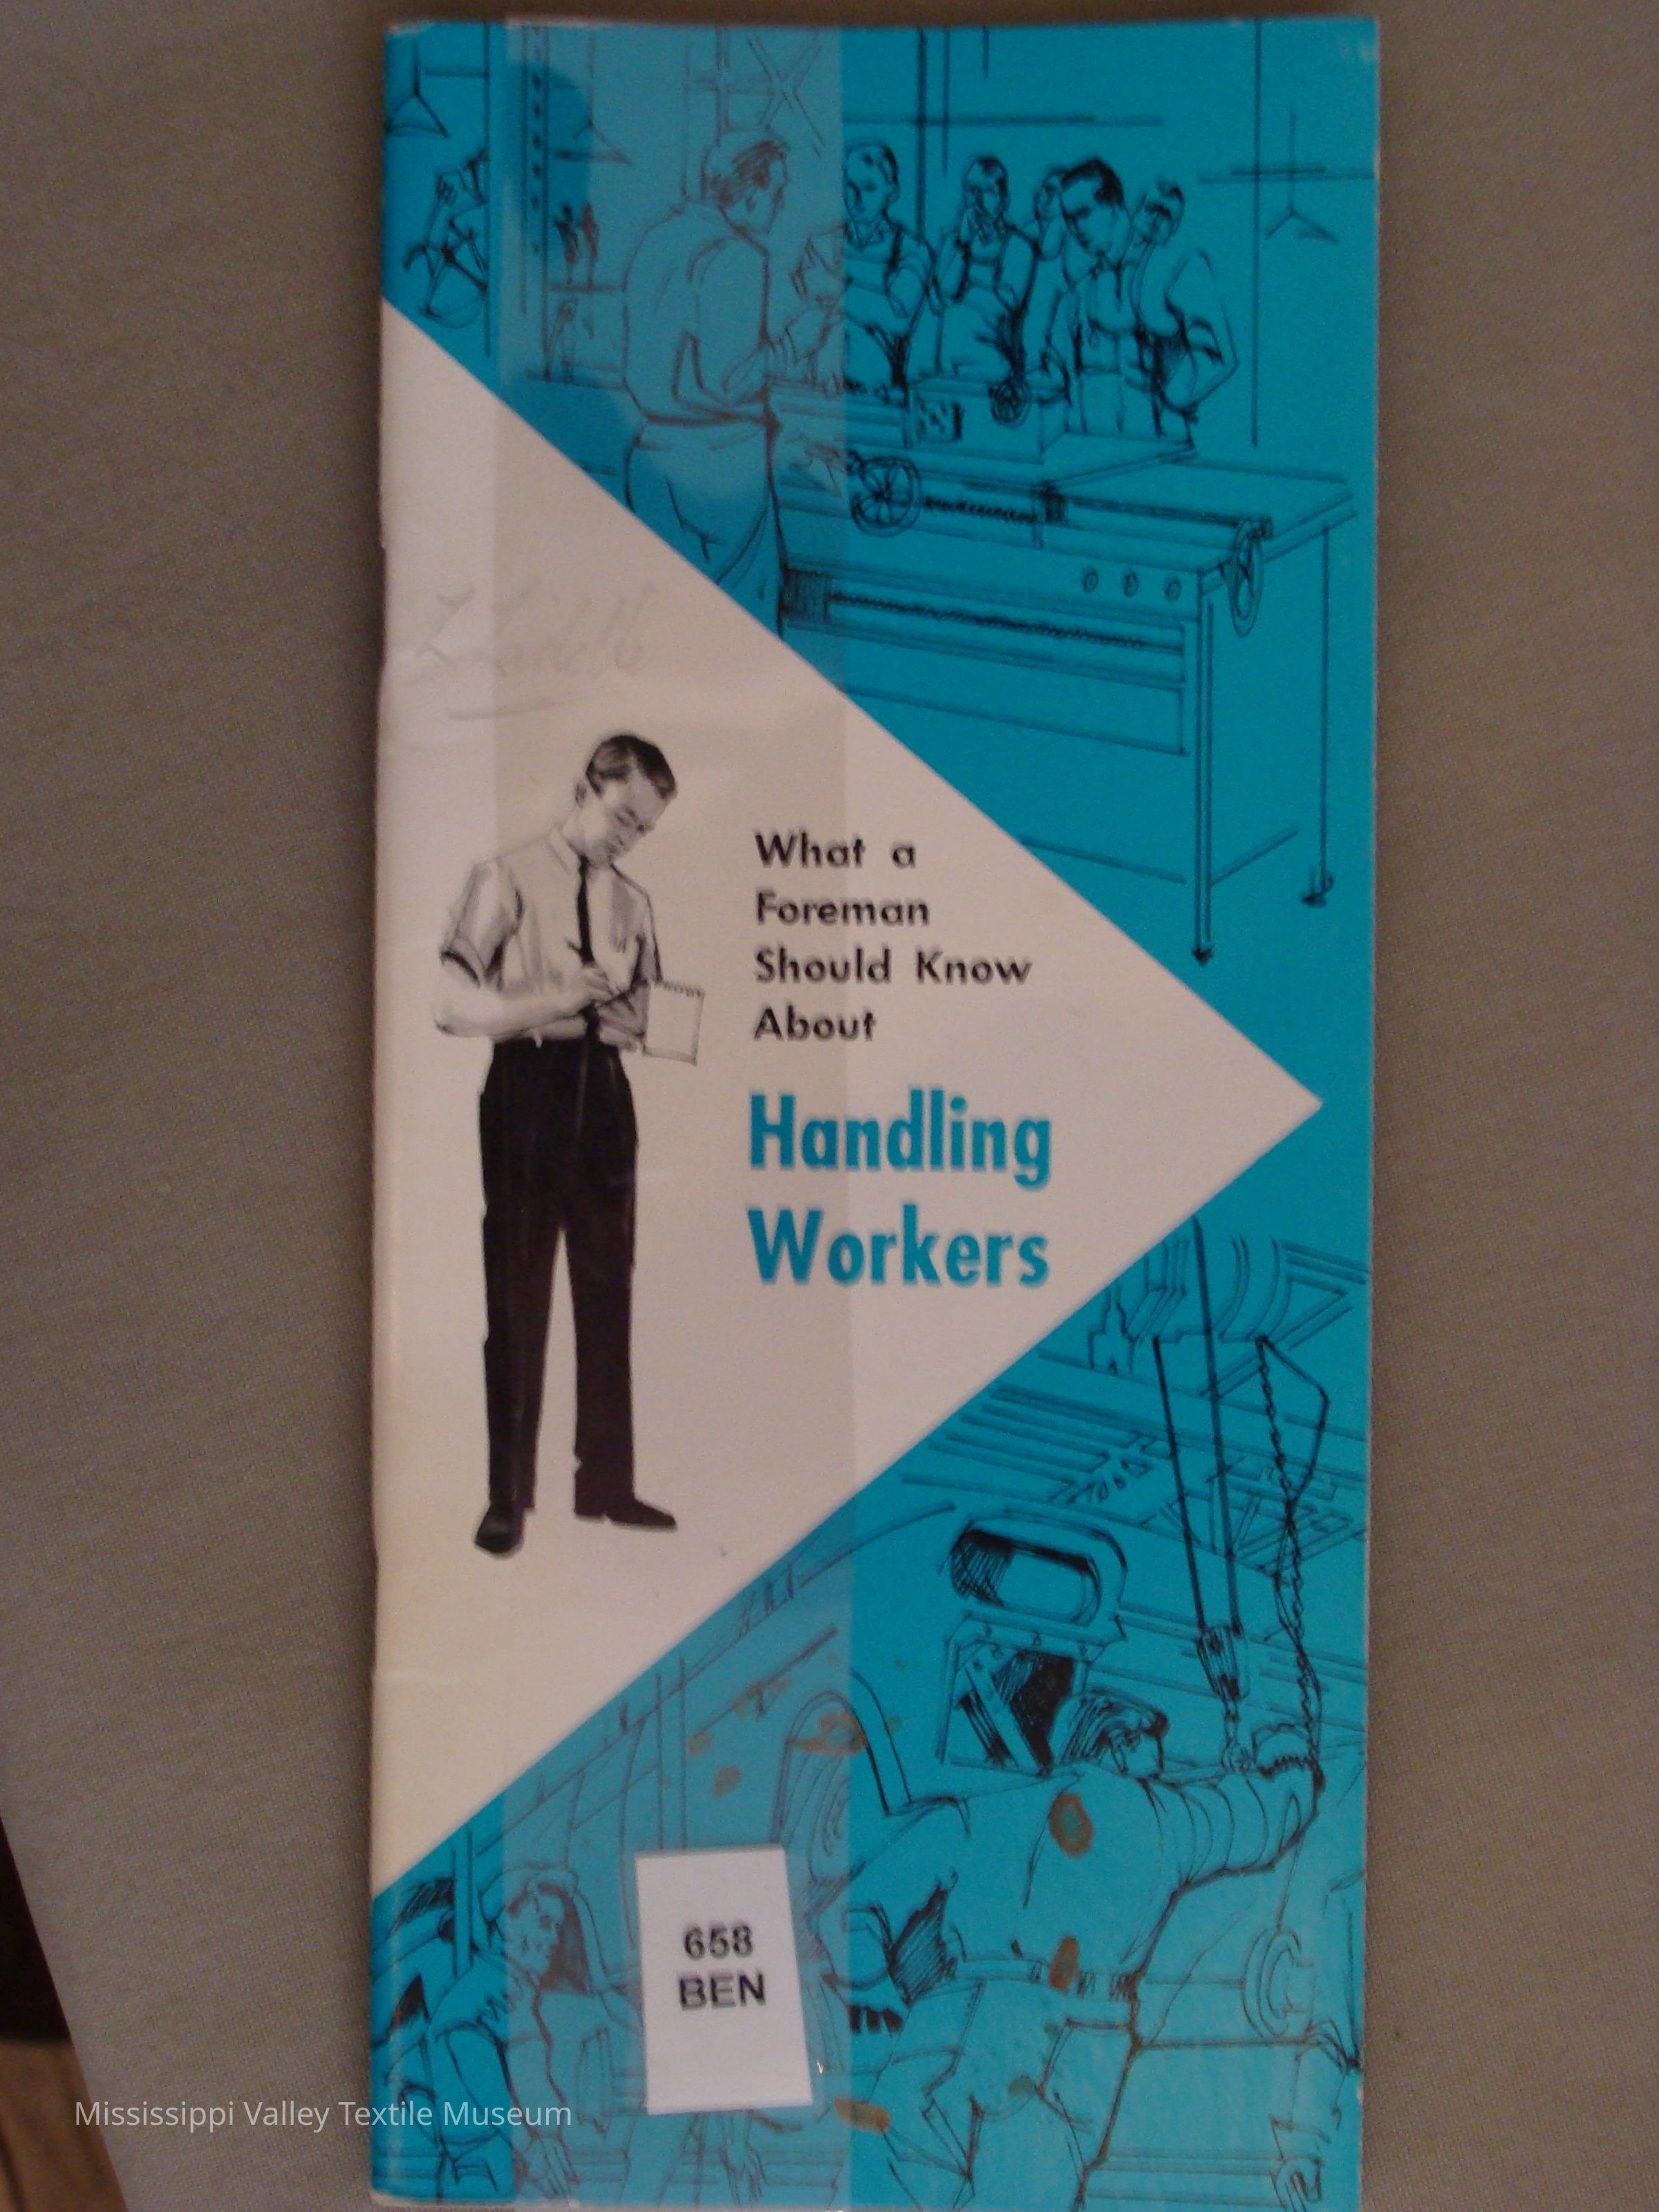 What a
Foreman
Should Know
About
Handling
Workers
658
BEN
Mississippi Valley Textile Museum